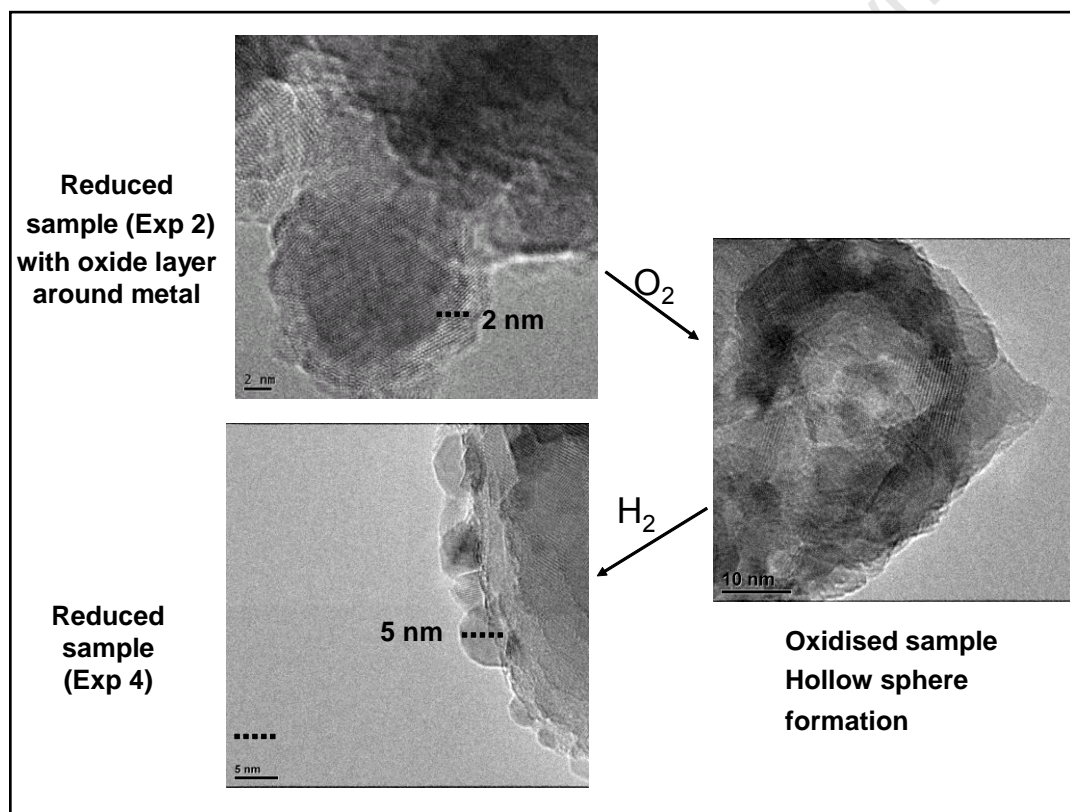 Reduced
sample (Exp 2)
with oxide layer
around metal
2 nm
2 nm
O2
10 nm
Oxidised sample
Hollow sphere
formation
H2
Reduced
sample
(Exp 4)
5 nm
5 nm